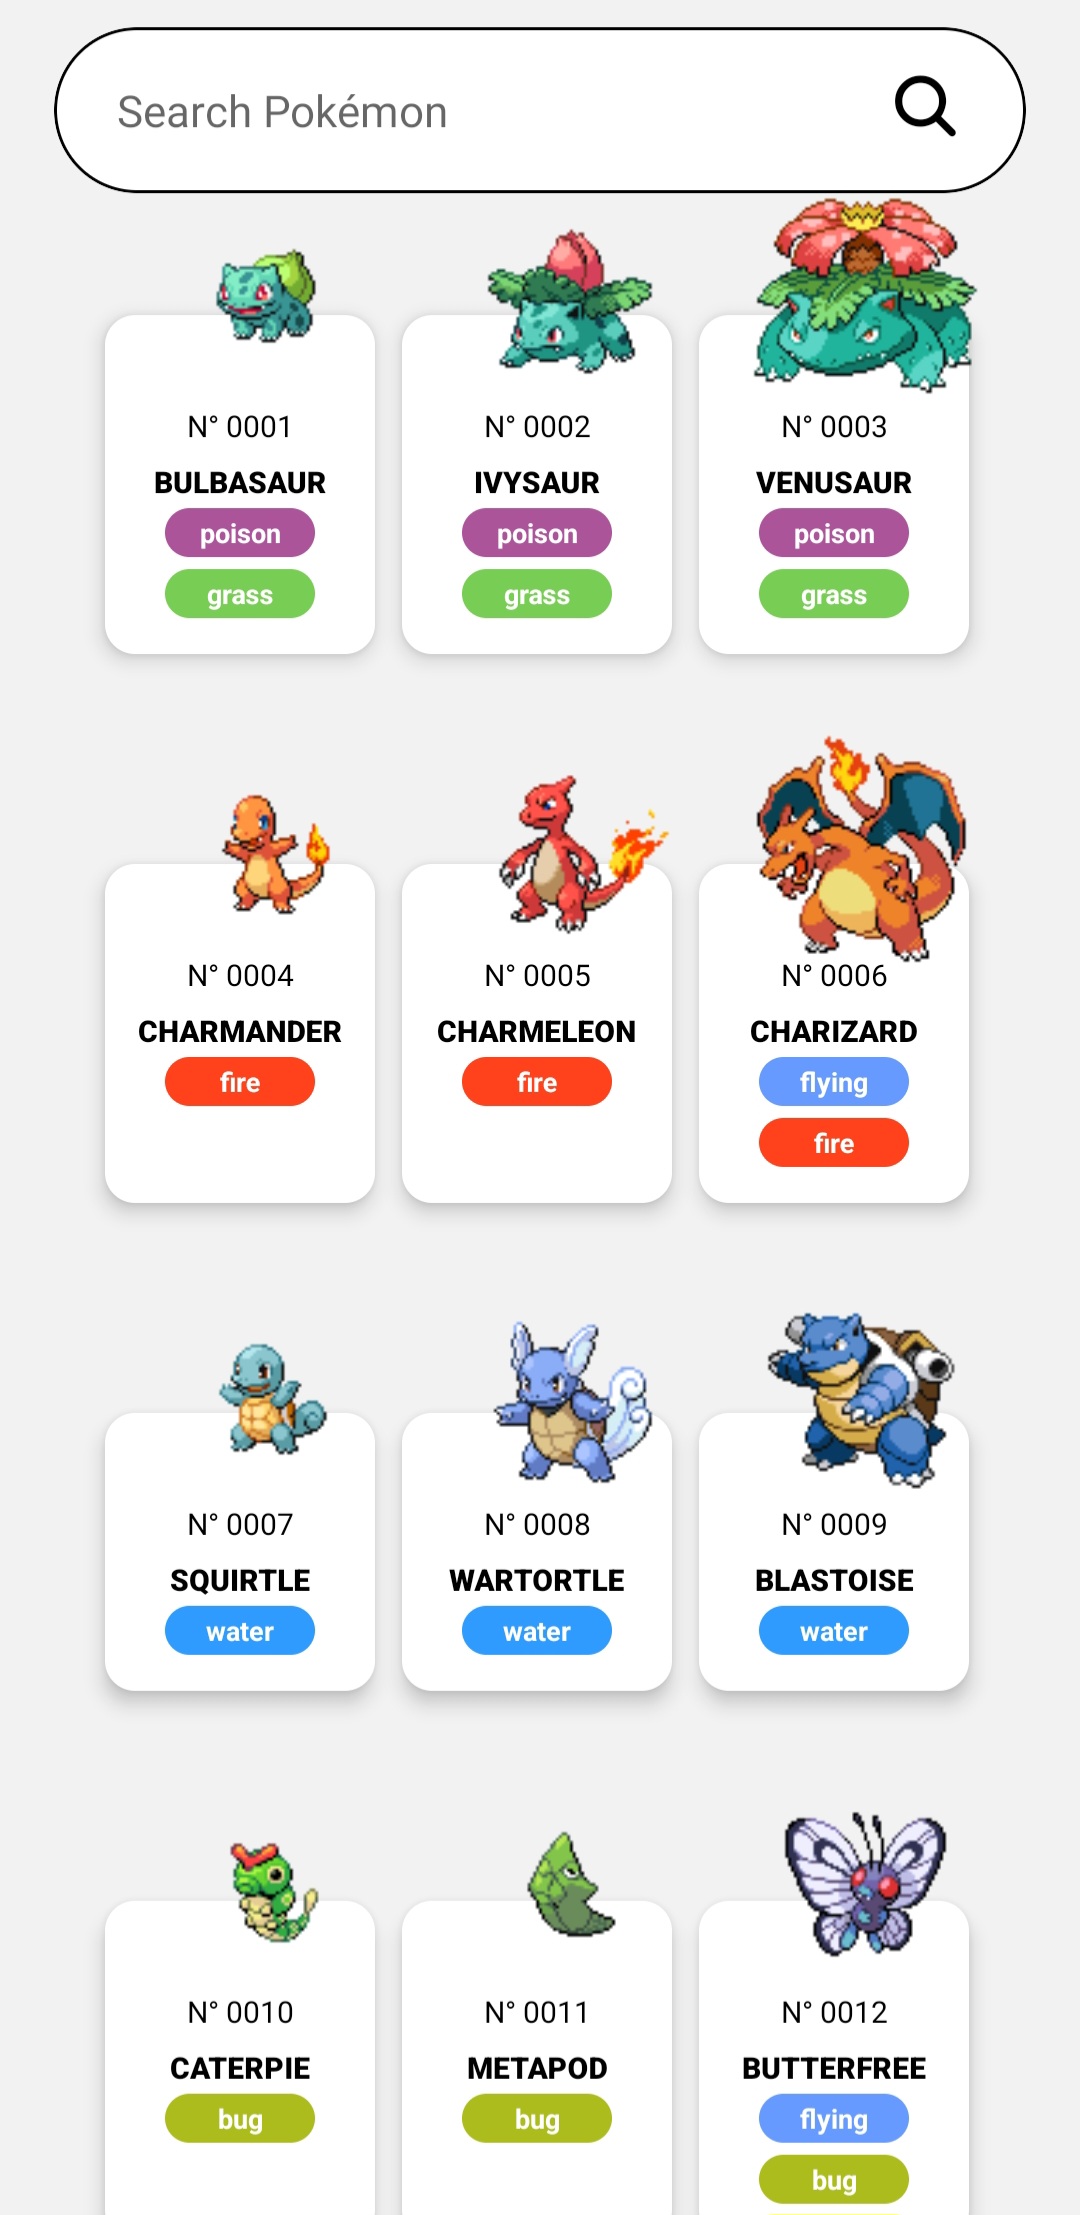 Search Pokémon
N° 0001 N° 0002 N° 0003
BULBASAUR IVYSAUR VENUSAUR
poison poison poison
grass grass grass
N° 0004 N° 0005 N° 0006
CHARMANDER CHARMELEON CHARIZARD
fire fire flying
fire
N° 0007 N° 0008 N° 0009
SQUIRTLE WARTORTLE BLASTOISE
water water water
N° 0010 N° 0011 N° 0012
CATERPIE METAPOD BUTTERFREE
bug bug flying
bug